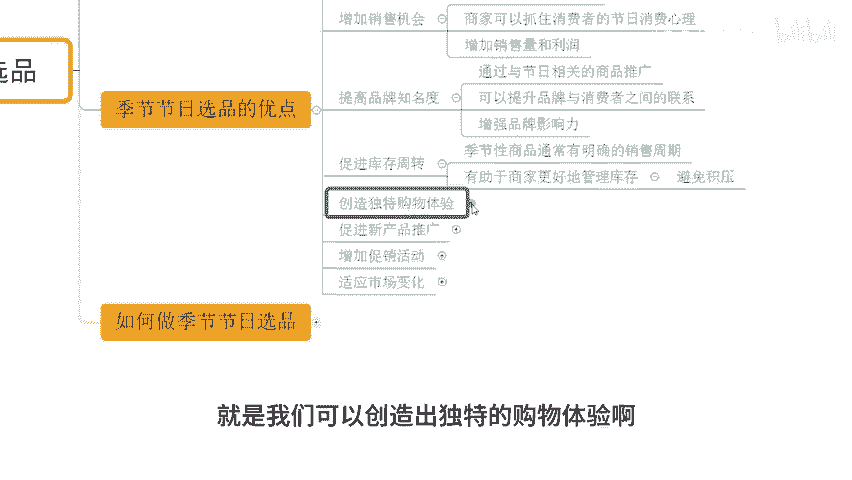 选品
季节节日选品的优点
增加销售机会
商家可以抓住消费者的节日消费心理
增加销售量和利润
提高品牌知名度
通过与节日相关的商品推广
可以提升品牌与消费者之间的联系
增强品牌影响力
促进库存周转
季节性商品通常有明确的销售周期
有助于商家更好地管理库存
避免积压
创造独特购物体验
促进新产品推广
增加促销活动
适应市场变化
如何做季节节日选品
就是我们可以创造出独特的购物体验啊